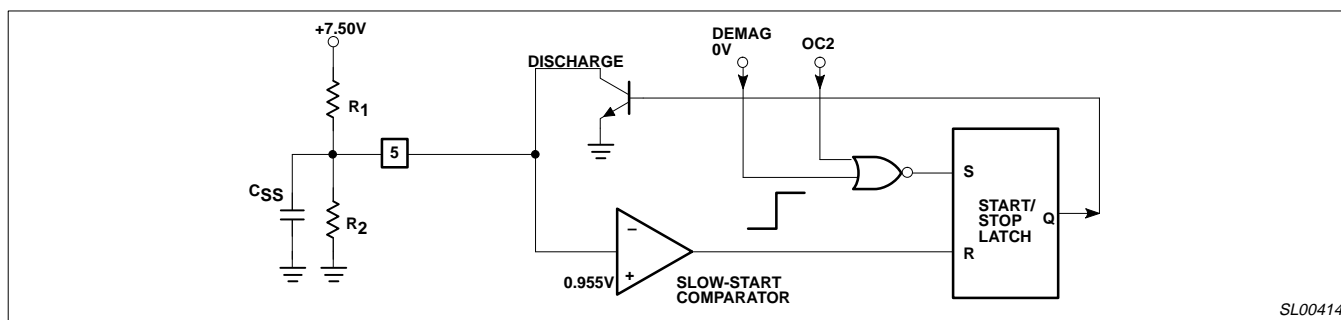 +7.50V
DEMAG
0V
OC2
DISCHARGE
R1
5
CSS
R2
S
START/
STOP
LATCH
Q
R
–
+
0.955V
SLOW-START
COMPARATOR
SL00414